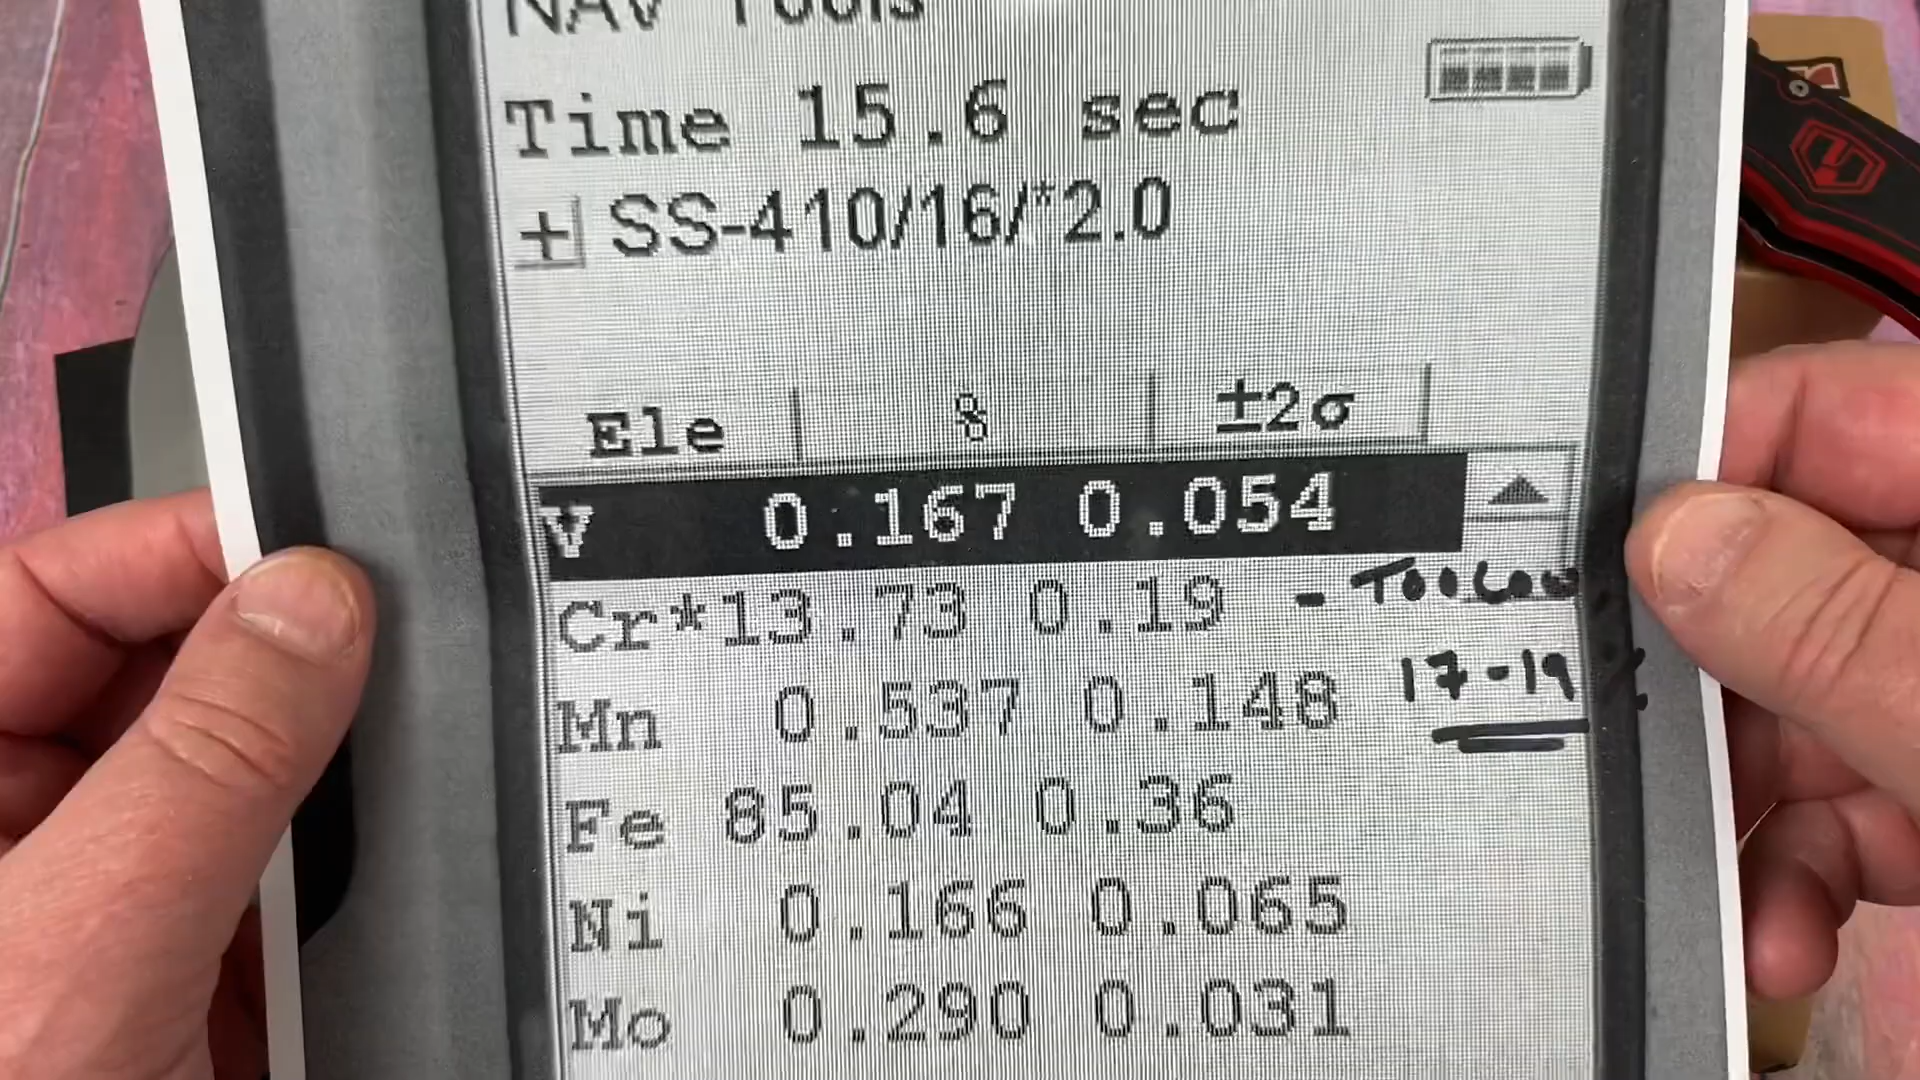 NAV Tools
Time 15.6 sec
+ SS-410/16/*2.0
Ele % ±2σ
V 0.167 0.054
Cr*13.73 0.19 - TOO LOW
Mn 0.537 0.148 17-19%
Fe 85.04 0.36
Ni 0.166 0.065
Mo 0.290 0.031